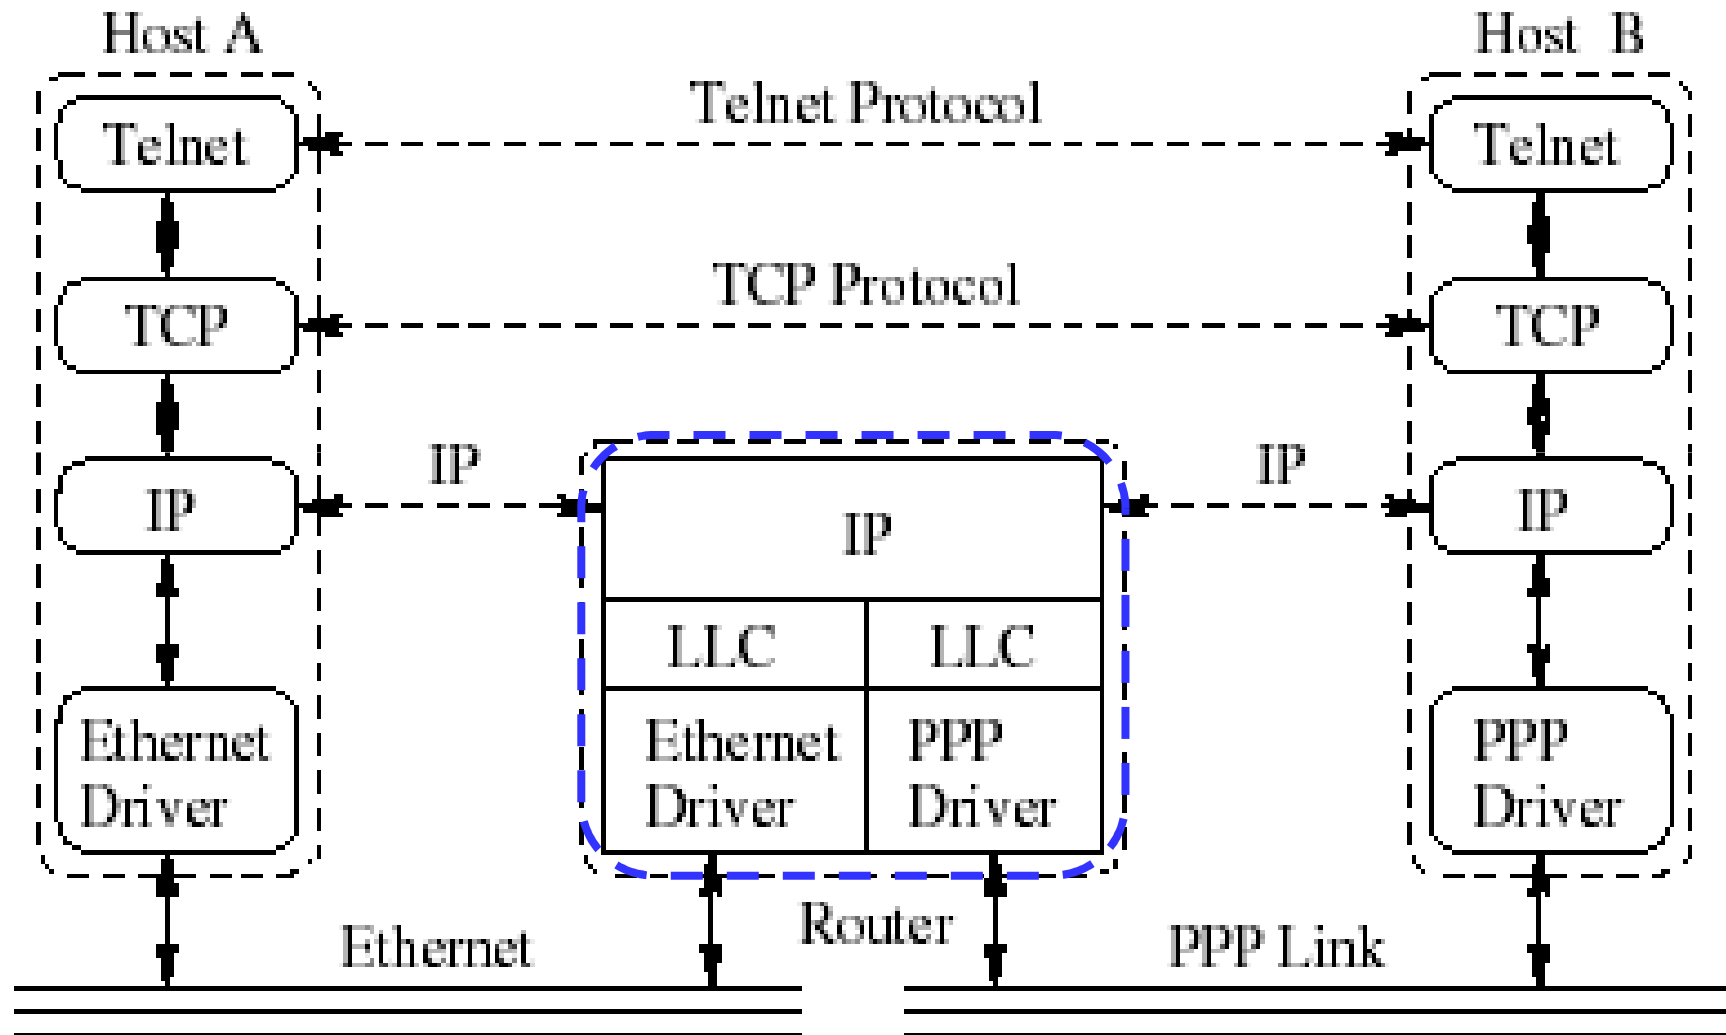 Host A
Host B
Telnet Protocol
Telnet
Telnet
TCP Protocol
TCP
TCP
IP
IP
IP
IP
IP
LLC
LLC
Ethernet
Driver
Ethernet
Driver
PPP
Driver
PPP
Driver
Router
Ethernet
PPP Link